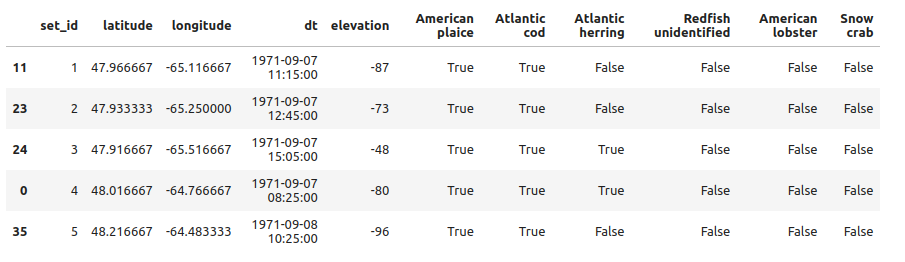 set_id latitude longitude dt elevation American plaice Atlantic cod Atlantic herring Redfish unidentified American lobster Snow crab
11 1 47.966667 -65.116667 1971-09-07 11:15:00 -87 True True False False False False
23 2 47.933333 -65.250000 1971-09-07 12:45:00 -73 True True False False False False
24 3 47.916667 -65.516667 1971-09-07 15:05:00 -48 True True True False False False
0 4 48.016667 -64.766667 1971-09-07 08:25:00 -80 True True True False False False
35 5 48.216667 -64.483333 1971-09-08 10:25:00 -96 True True False False False False